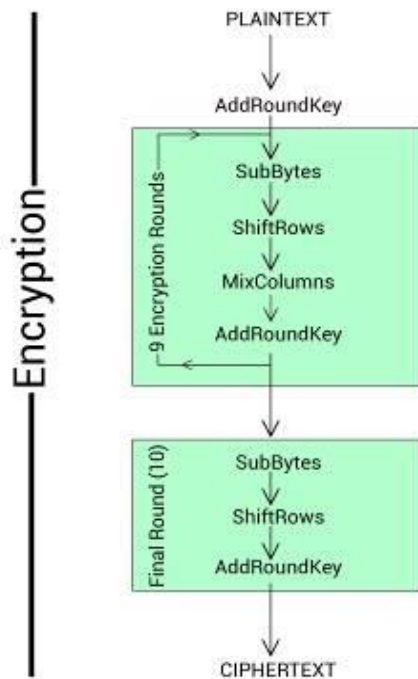 Encryption
PLAINTEXT
AddRoundKey
9 Encryption Rounds
SubBytes
ShiftRows
MixColumns
AddRoundKey
Final Round (10)
SubBytes
ShiftRows
AddRoundKey
CIPHERTEXT